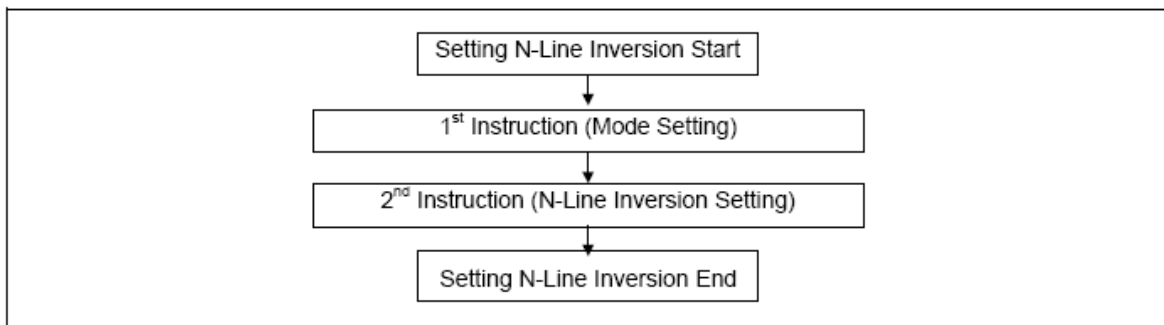 Setting N-Line Inversion Start
1st Instruction (Mode Setting)
2nd Instruction (N-Line Inversion Setting)
Setting N-Line Inversion End